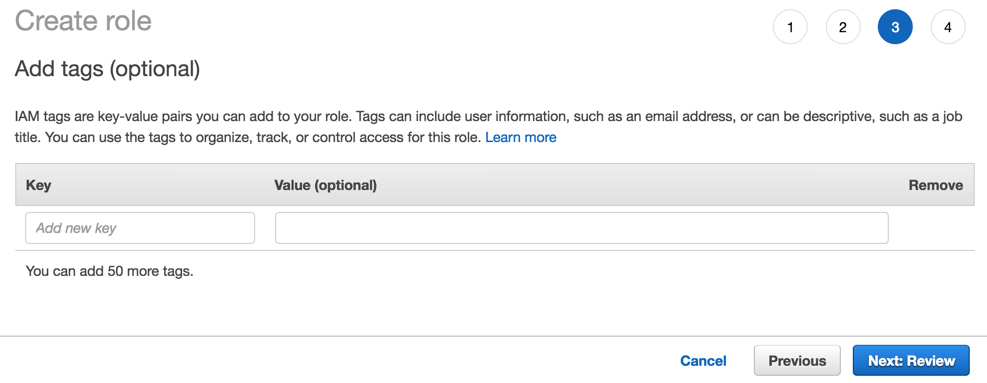 Create role
1 2 3 4
Add tags (optional)
IAM tags are key-value pairs you can add to your role. Tags can include user information, such as an email address, or can be descriptive, such as a job
title. You can use the tags to organize, track, or control access for this role. Learn more
Key Value (optional) Remove
Add new key
You can add 50 more tags.
Cancel Previous Next: Review